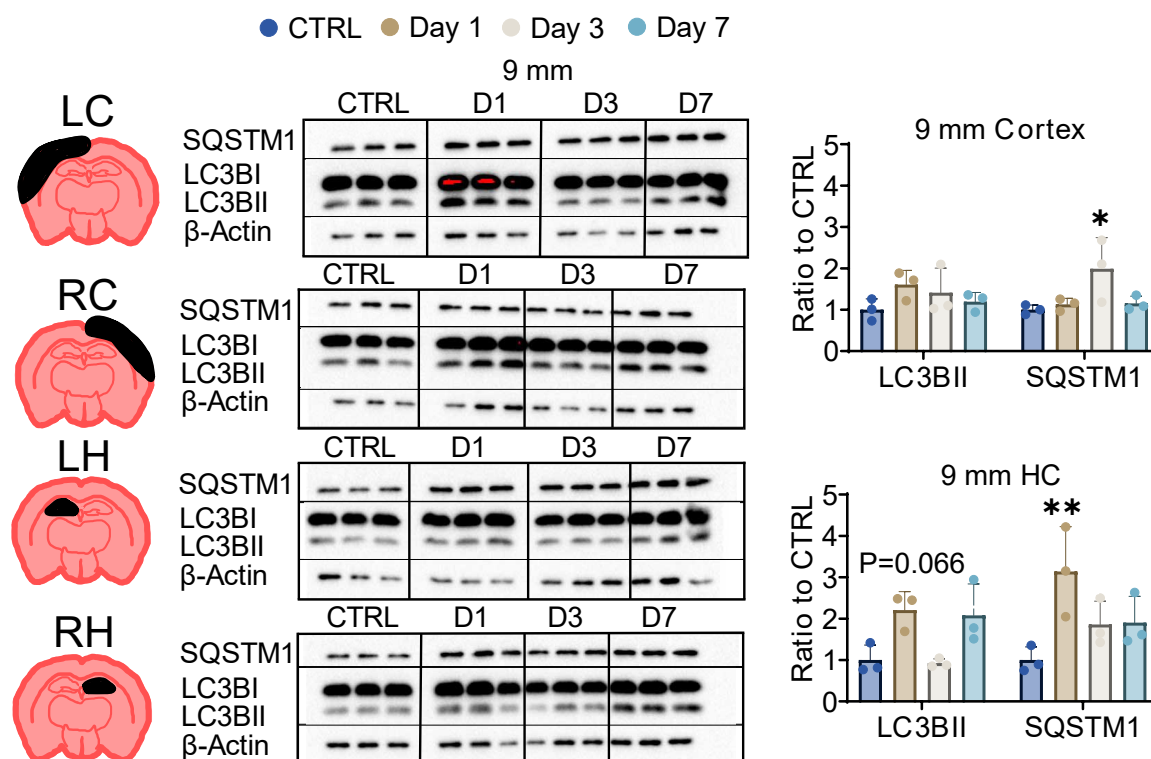 CTRL Day 1 Day 3 Day 7
9 mm
LC
CTRL D1 D3 D7
SQSTM1
LC3BI
LC3BII
β-Actin
RC
CTRL D1 D3 D7
SQSTM1
LC3BI
LC3BII
β-Actin
LH
CTRL D1 D3 D7
SQSTM1
LC3BI
LC3BII
β-Actin
RH
CTRL D1 D3 D7
SQSTM1
LC3BI
LC3BII
β-Actin
9 mm Cortex
Ratio to CTRL
5
4
3
2
1
0
*
LC3BII SQSTM1
9 mm HC
Ratio to CTRL
5
4
3
2
1
0
P=0.066
**
LC3BII SQSTM1